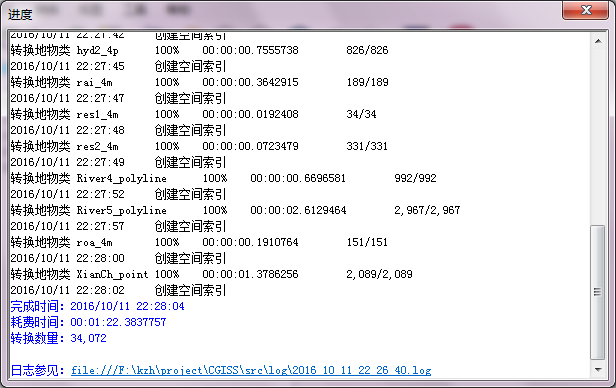 进度
2016/10/11 22:27:42 创建空间索引
转换地物类 hyd2_4p 100% 00:00:00.7555738 826/826
2016/10/11 22:27:45 创建空间索引
转换地物类 rai_4m 100% 00:00:00.3642915 189/189
2016/10/11 22:27:47 创建空间索引
转换地物类 res1_4m 100% 00:00:00.0192408 34/34
2016/10/11 22:27:48 创建空间索引
转换地物类 res2_4m 100% 00:00:00.0723479 331/331
2016/10/11 22:27:49 创建空间索引
转换地物类 River4_polyline 100% 00:00:00.6696581 992/992
2016/10/11 22:27:52 创建空间索引
转换地物类 River5_polyline 100% 00:00:02.6129464 2,967/2,967
2016/10/11 22:27:57 创建空间索引
转换地物类 roa_4m 100% 00:00:00.1910764 151/151
2016/10/11 22:28:00 创建空间索引
转换地物类 XianCh_point 100% 00:00:01.3786256 2,089/2,089
2016/10/11 22:28:02 创建空间索引
完成时间：2016/10/11 22:28:04
耗费时间：00:01:22.3837757
转换数量：34,072
日志参见：file:///F:\kzh\project\CGISS\src\log\2016_10_11_22_26_40.log